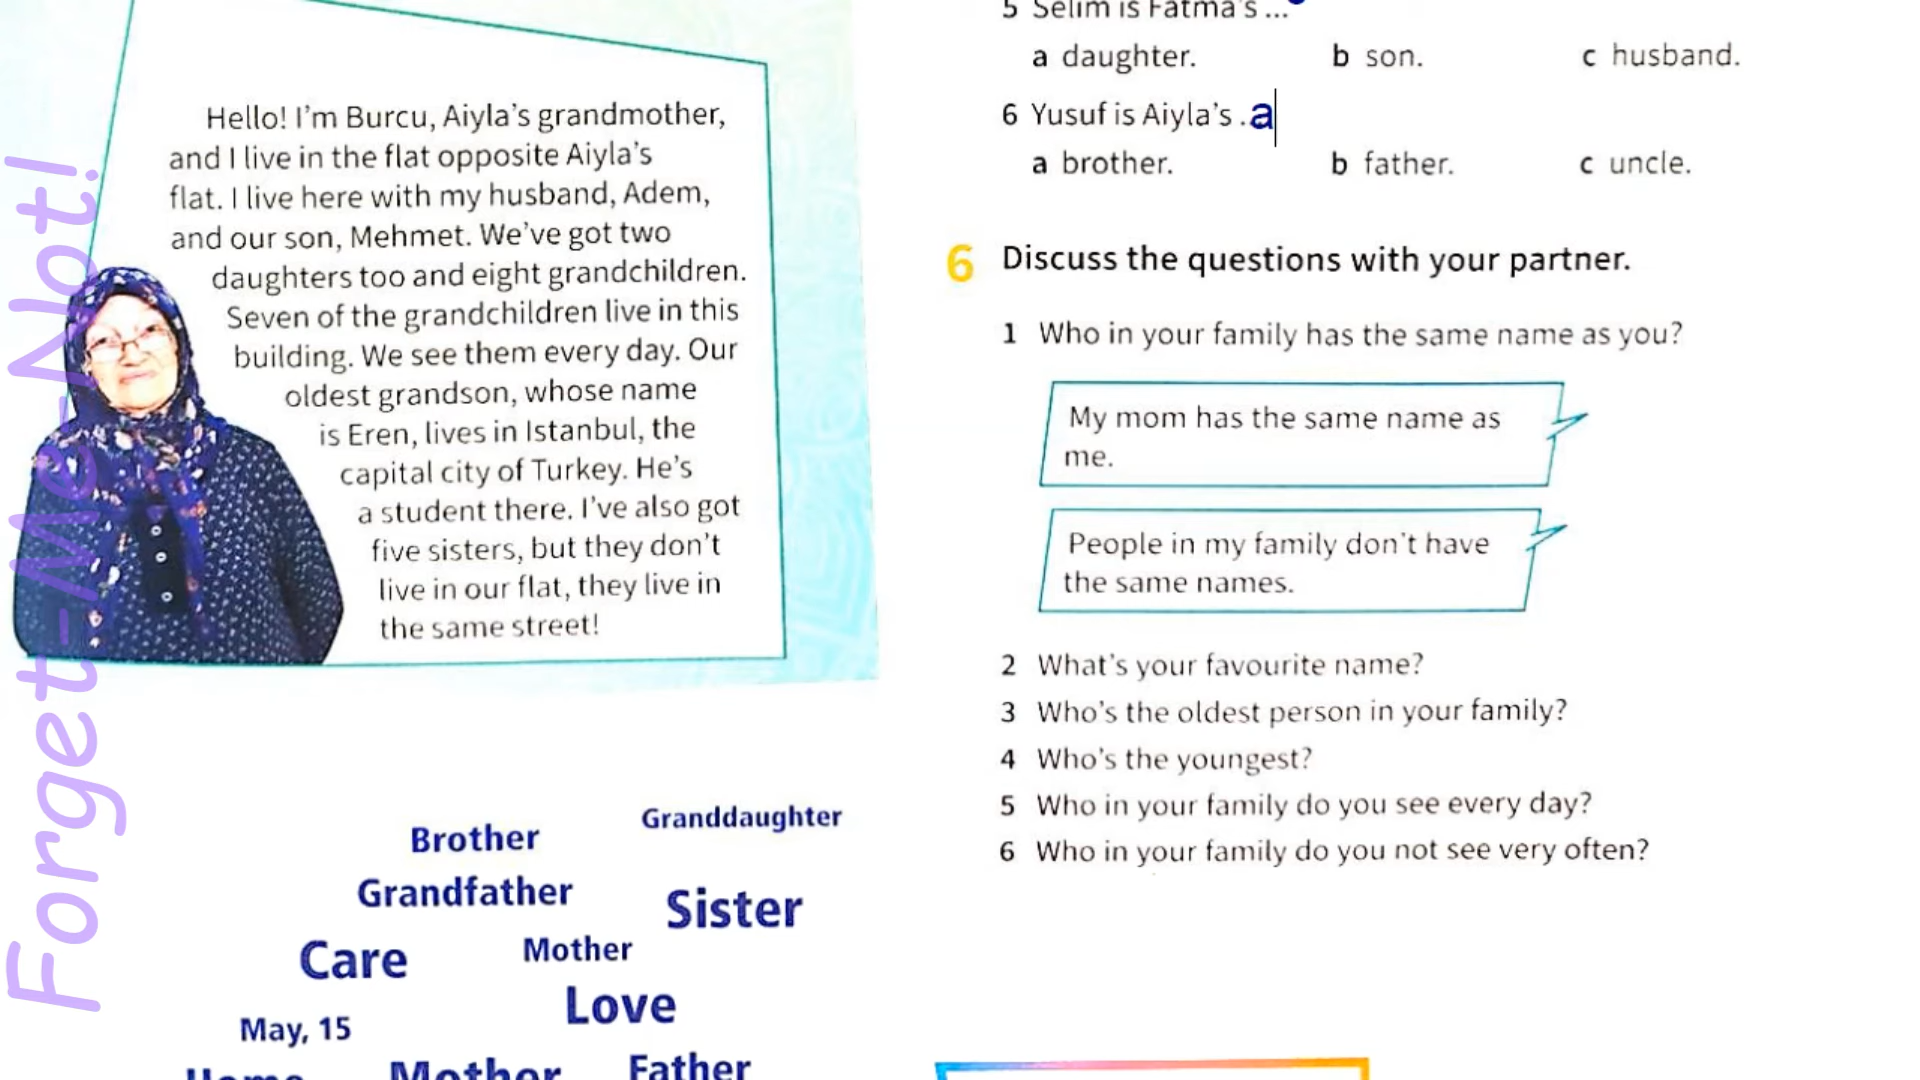 Forget-Me-Not!
Hello! I'm Burcu, Aiyla's grandmother,
and I live in the flat opposite Aiyla's
flat. I live here with my husband, Adem,
and our son, Mehmet. We've got two
daughters too and eight grandchildren.
Seven of the grandchildren live in this
building. We see them every day. Our
oldest grandson, whose name
is Eren, lives in Istanbul, the
capital city of Turkey. He's
a student there. I've also got
five sisters, but they don't
live in our flat, they live in
the same street!
Brother
Granddaughter
Grandfather
Sister
Care
Mother
Love
May, 15
Home
Mother
Father
5 Selim is Fatma's ...
a daughter. b son. c husband.
6 Yusuf is Aiyla's .a
a brother. b father. c uncle.
6 Discuss the questions with your partner.
1 Who in your family has the same name as you?
My mom has the same name as
me.
People in my family don't have
the same names.
2 What's your favourite name?
3 Who's the oldest person in your family?
4 Who's the youngest?
5 Who in your family do you see every day?
6 Who in your family do you not see very often?